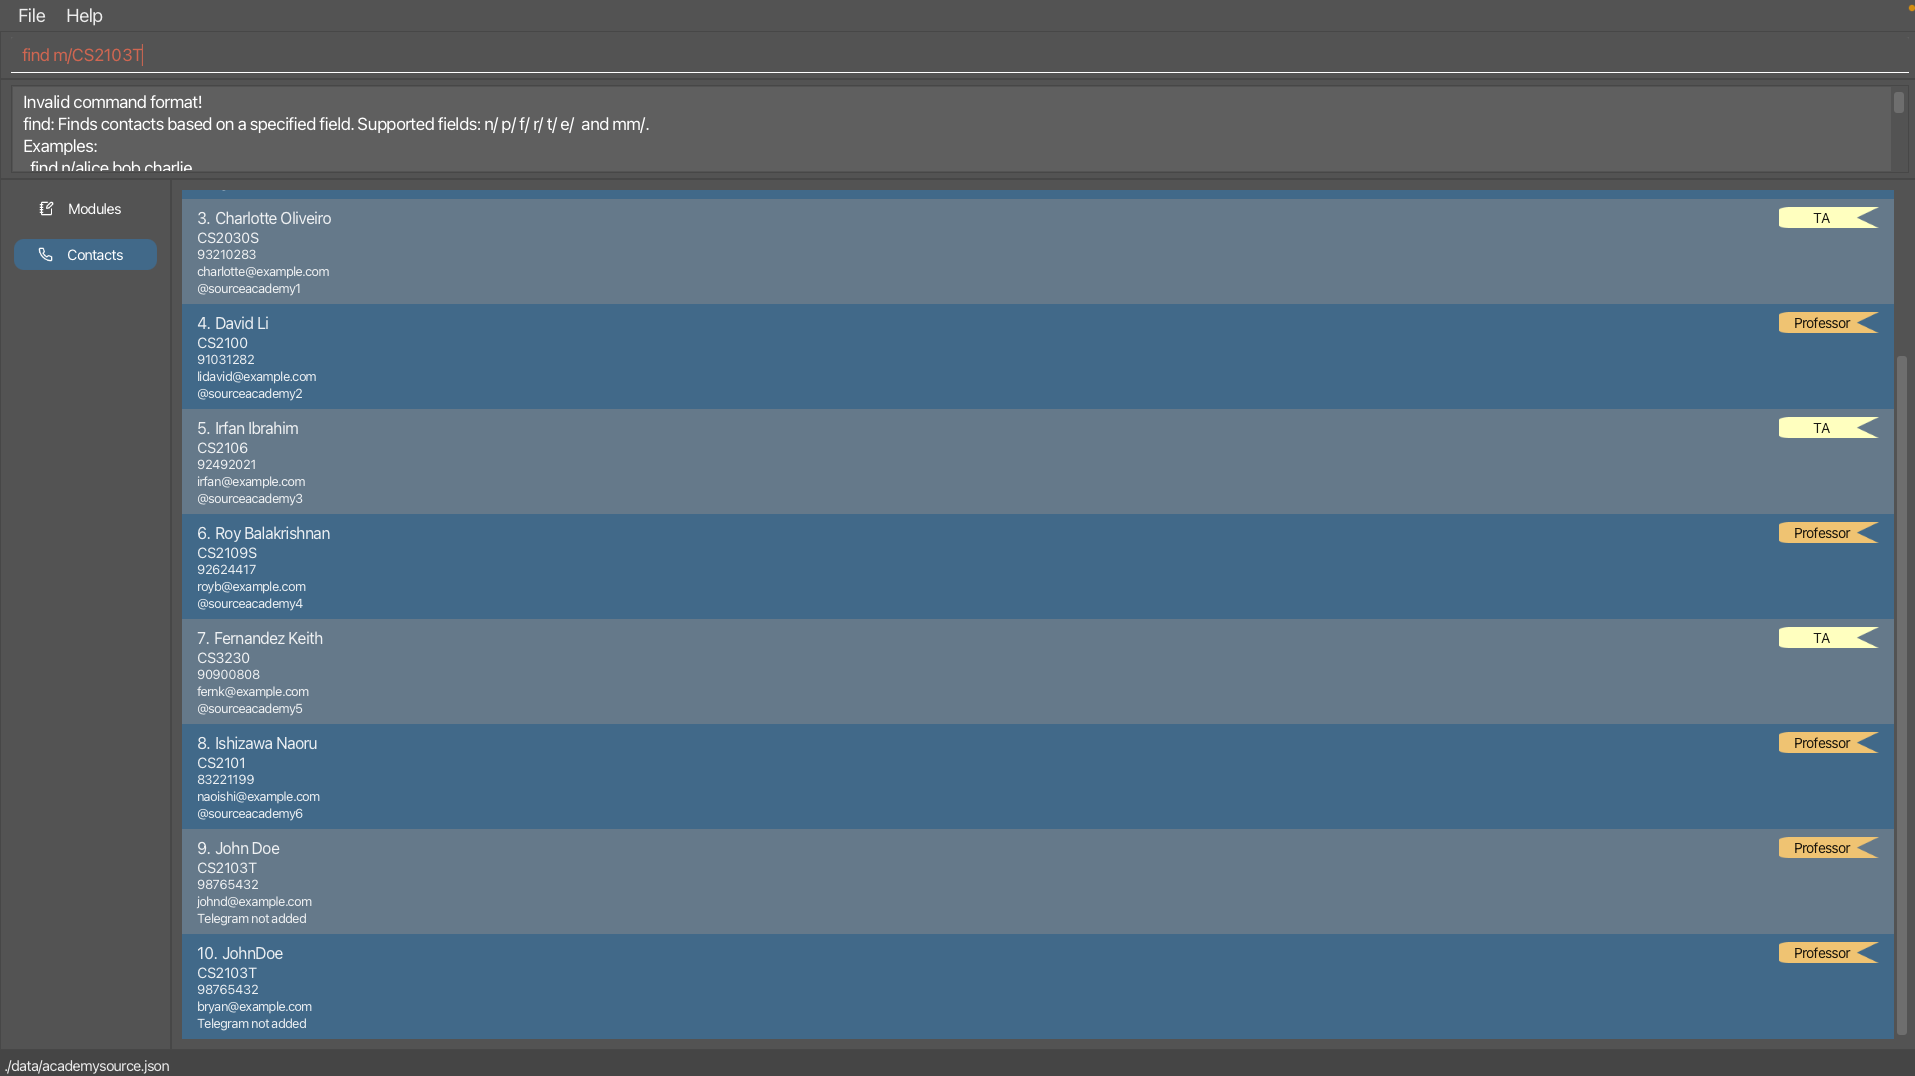 File Help
find m/CS2103T
Invalid command format!
find: Finds contacts based on a specified field. Supported fields: n/ p/ f/ r/ t/ e/  and mm/.
Examples:
find n/alice bob charlie
Modules
Contacts
3. Charlotte Oliveiro
TA
CS2030S
93210283
charlotte@example.com
@sourceacademy1
4. David Li
Professor
CS2100
91031282
lidavid@example.com
@sourceacademy2
5. Irfan Ibrahim
TA
CS2106
92492021
irfan@example.com
@sourceacademy3
6. Roy Balakrishnan
Professor
CS2109S
92624417
royb@example.com
@sourceacademy4
7. Fernandez Keith
TA
CS3230
90900808
fernk@example.com
@sourceacademy5
8. Ishizawa Naoru
Professor
CS2101
83221199
naoishi@example.com
@sourceacademy6
9. John Doe
Professor
CS2103T
98765432
johnd@example.com
Telegram not added
10. JohnDoe
Professor
CS2103T
98765432
bryan@example.com
Telegram not added
./data/academysource.json